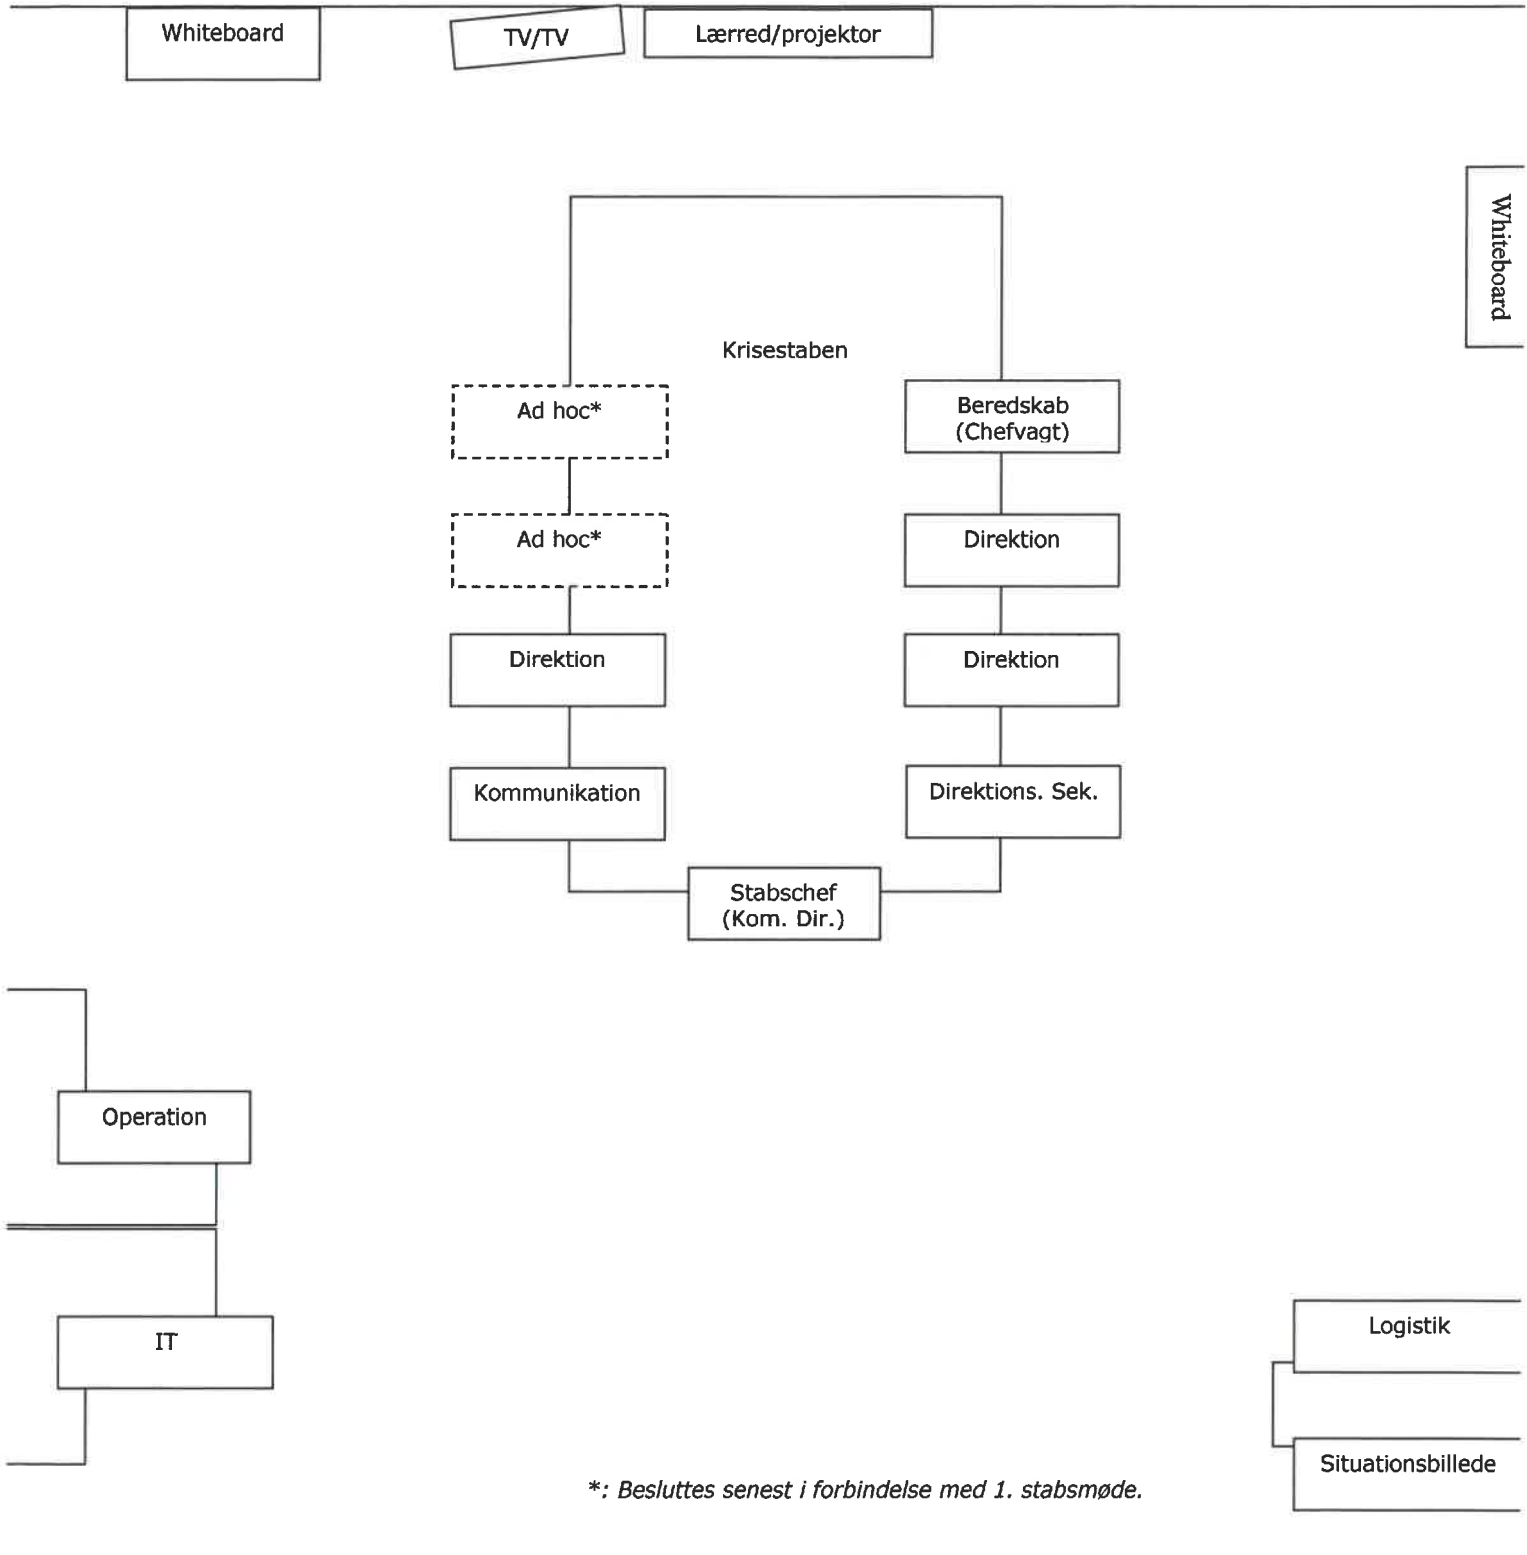 Whiteboard
TV/TV
Lærred/projektor
Whiteboard
Krisestaben
Ad hoc*
Beredskab
(Chefvagt)
Ad hoc*
Direktion
Direktion
Direktion
Kommunikation
Direktions. Sek.
Stabschef
(Kom. Dir.)
Operation
IT
Logistik
Situationsbillede
*: Besluttes senest i forbindelse med 1. stabsmøde.